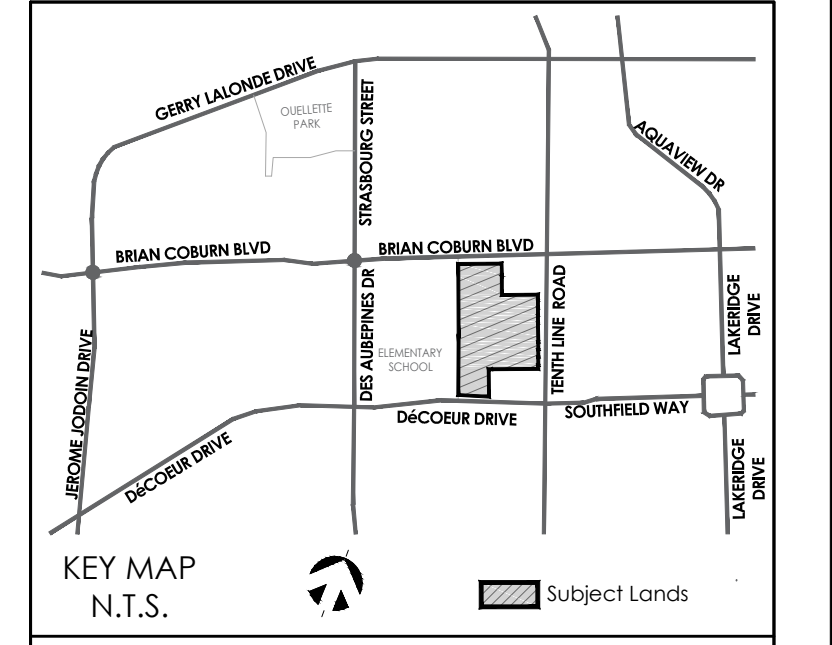 GERRY LALONDE DRIVE
OUELLETTE
PARK
STRASBOURG STREET
AQUAVIEW DR
BRIAN COBURN BLVD
BRIAN COBURN BLVD
JEROME JODOIN DRIVE
DES AUBEPINES DR
ELEMENTARY
SCHOOL
TENTH LINE ROAD
LAKERIDGE
DRIVE
DéCOEUR DRIVE
DéCOEUR DRIVE
SOUTHFIELD WAY
LAKERIDGE
DRIVE
KEY MAP
N.T.S.
Subject Lands